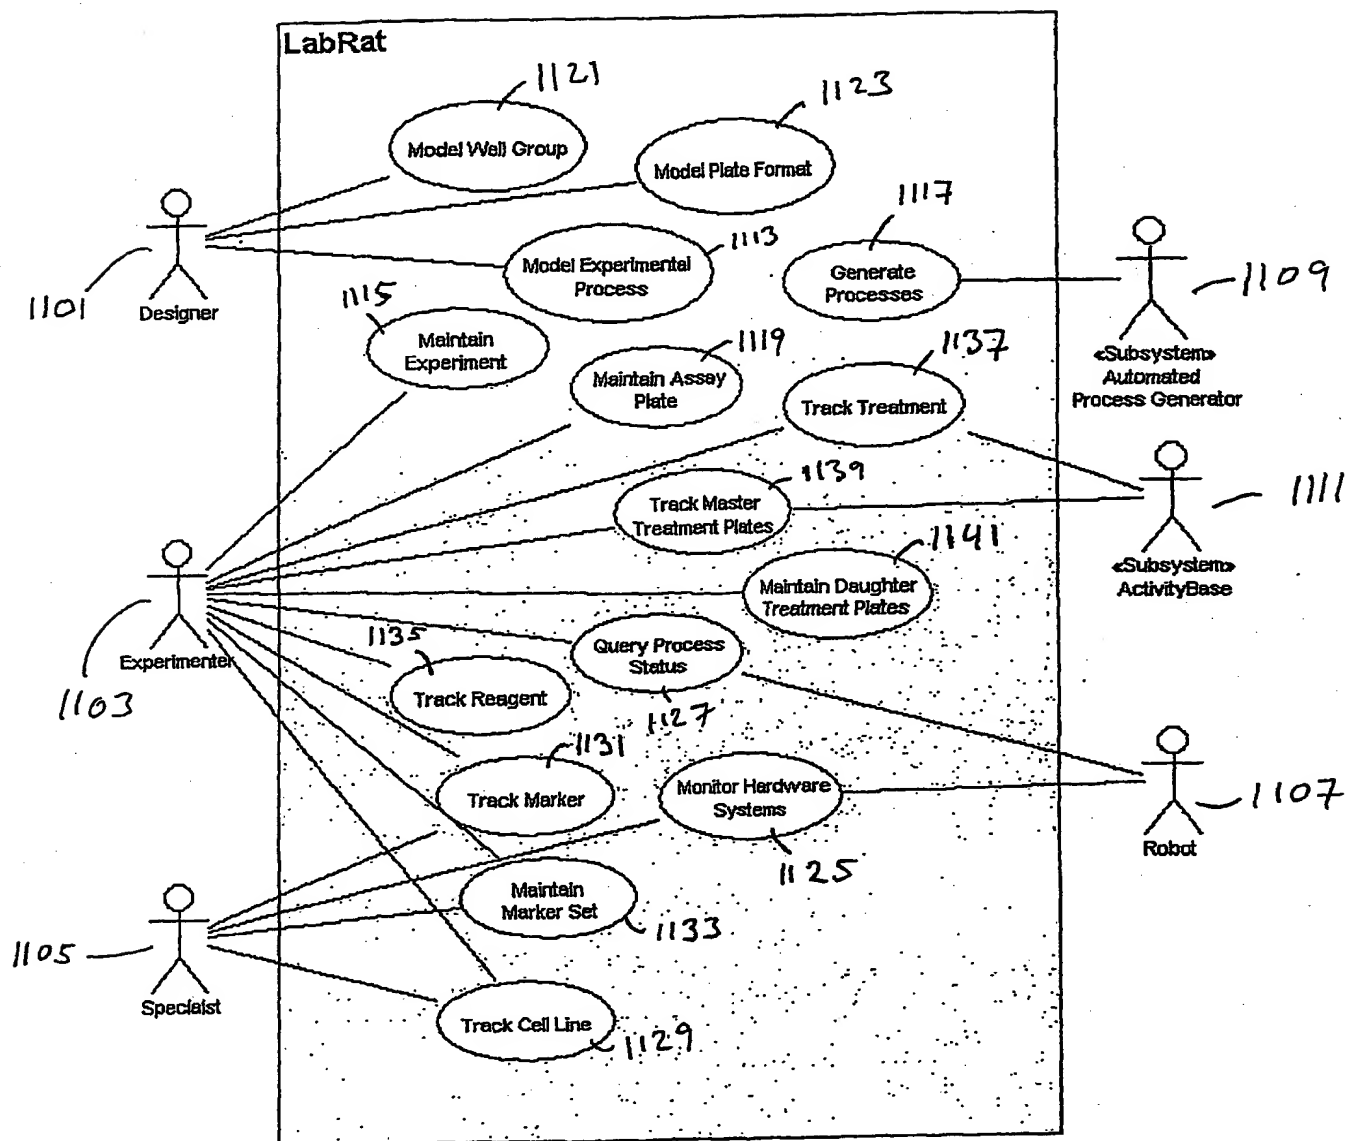 LabRat
1121
1123
Model Well Group
Model Plate Format
1117
1113
Model Experimental
Process
Generate
Processes
1109
1101
Designer
1115
Maintain
Experiment
1119
Maintain Assay
Plate
1137
Track Treatment
«Subsystem»
Automated
Process Generator
1139
Track Master
Treatment Plates
1111
«Subsystem»
ActivityBase
1141
Maintain Daughter
Treatment Plates
Experimenter
1103
1135
Track Reagent
Query Process
Status
1127
1131
Track Marker
Monitor Hardware
Systems
1125
1107
Robot
Maintain
Marker Set
1133
1105
Specialist
Track Cell Line
1129